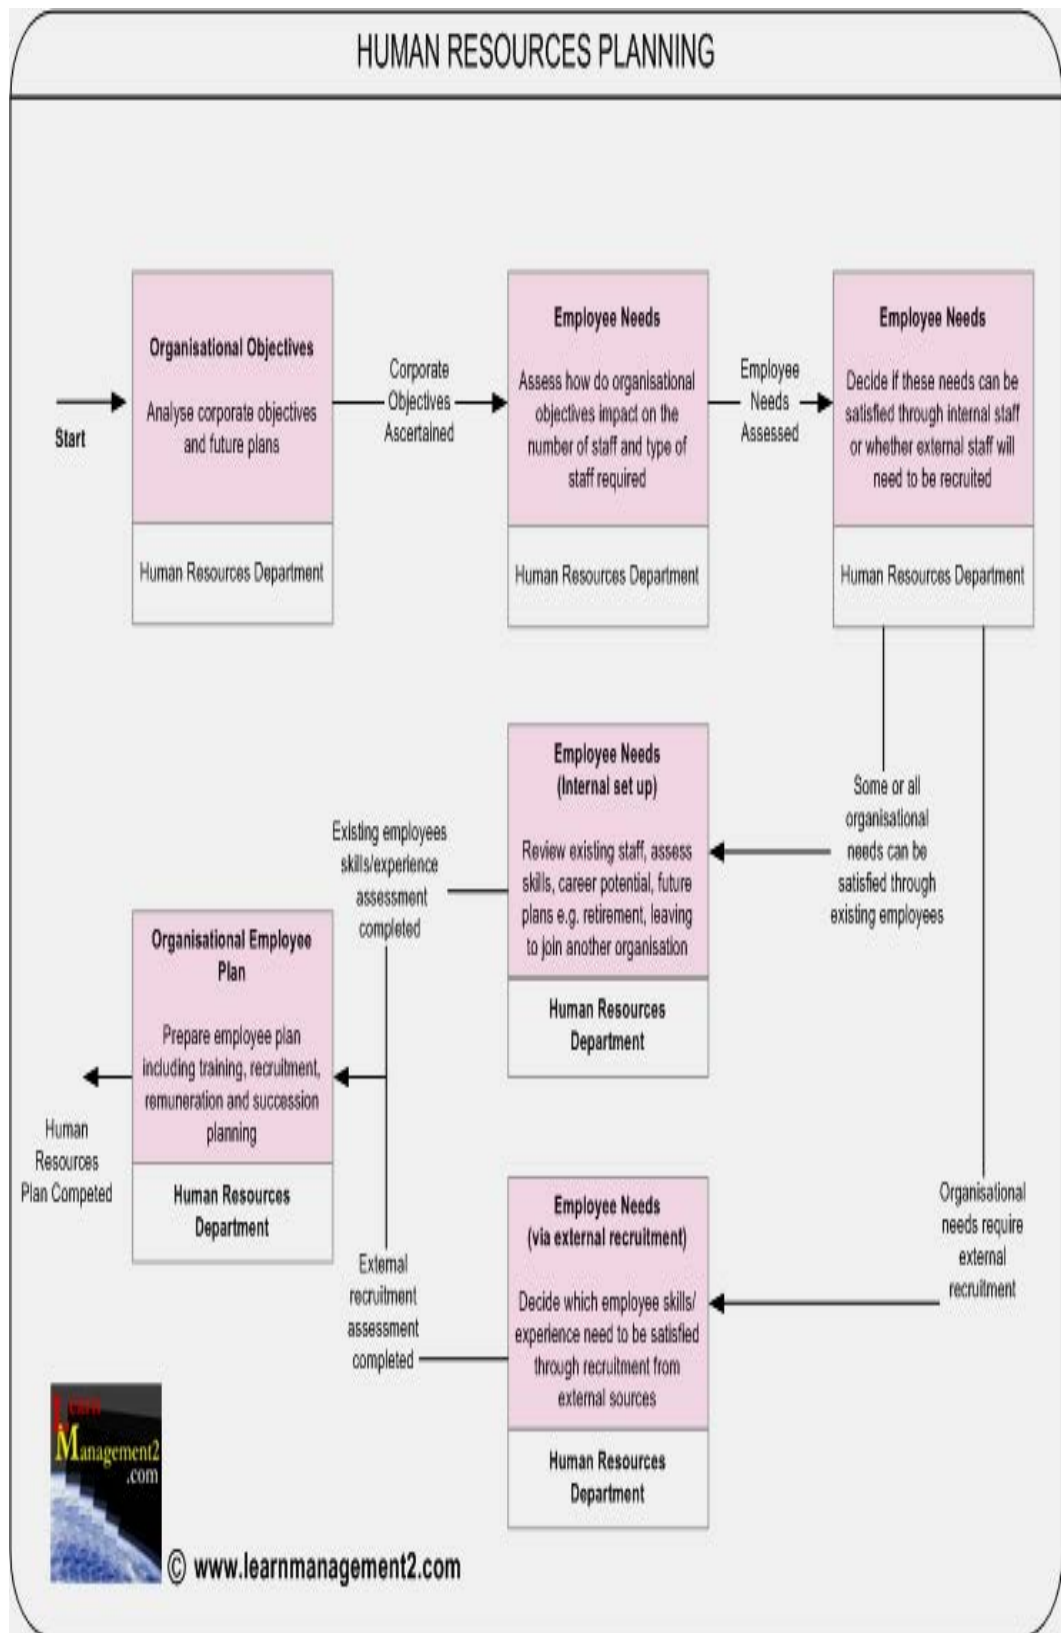 HUMAN RESOURCES PLANNING
Start
Organisational Objectives
Analyse corporate objectives
and future plans
Human Resources Department
Corporate
Objectives
Ascertained
Employee Needs
Assess how do organisational
objectives impact on the
number of staff and type of
staff required
Human Resources Department
Employee
Needs
Assessed
Employee Needs
Decide if these needs can be
satisfied through internal staff
or whether external staff will
need to be recruited
Human Resources Department
Some or all
organisational
needs can be
satisfied through
existing employees
Employee Needs
(Internal set up)
Review existing staff, assess
skills, career potential, future
plans e.g. retirement, leaving
to join another organisation
Human Resources
Department
Existing employees
skills/experience
assessment
completed
Organisational Employee
Plan
Prepare employee plan
including training, recruitment,
remuneration and succession
planning
Human Resources
Department
Human
Resources
Plan Competed
Organisational
needs require
external
recruitment
Employee Needs
(via external recruitment)
Decide which employee skills/
experience need to be satisfied
through recruitment from
external sources
Human Resources
Department
External
recruitment
assessment
completed
Learn
Management2
.com
© www.learnmanagement2.com